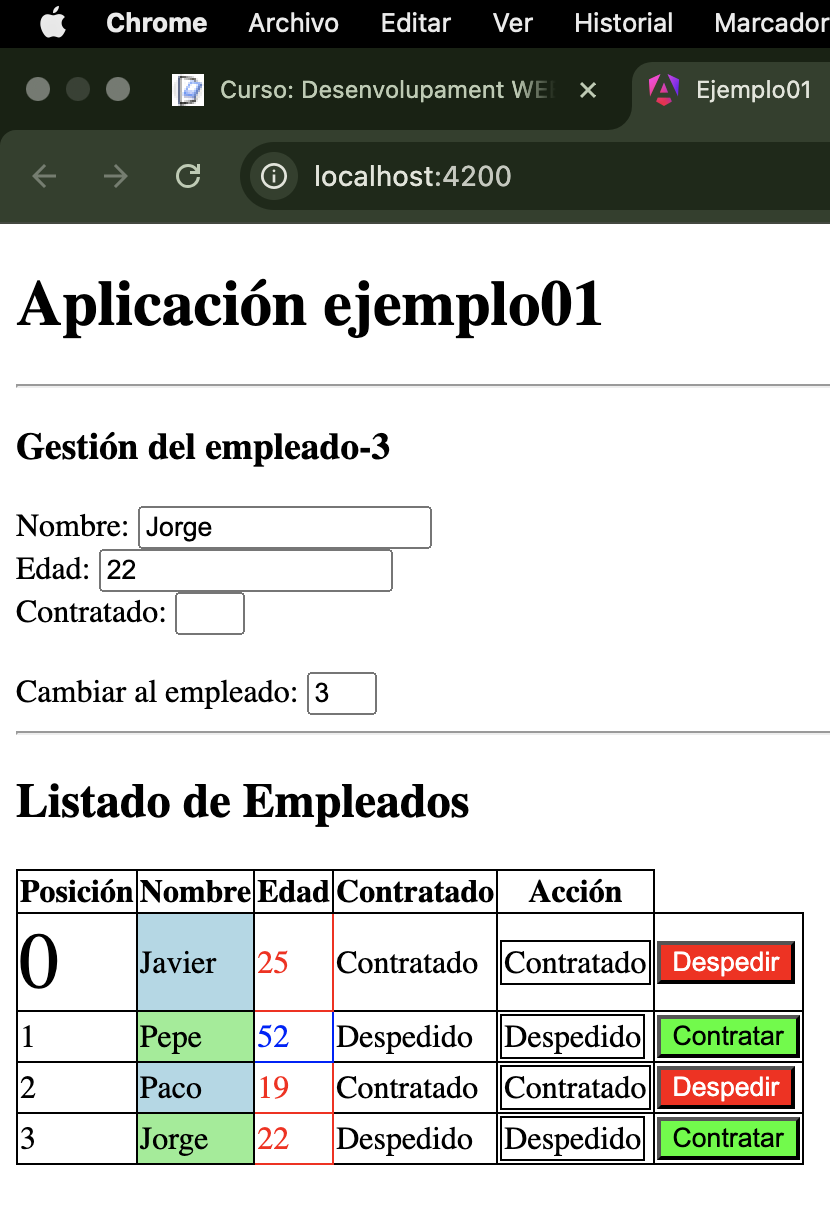 Chrome Archivo Editar Ver Historial Marcador
Curso: Desenvolupament WEB Ejemplo01
localhost:4200
Aplicación ejemplo01
Gestión del empleado-3
Nombre: Jorge
Edad: 22
Contratado:
Cambiar al empleado: 3
Listado de Empleados
Posición Nombre Edad Contratado Acción
0 Javier 25 Contratado Contratado Despedir
1 Pepe 52 Despedido Despedido Contratar
2 Paco 19 Contratado Contratado Despedir
3 Jorge 22 Despedido Despedido Contratar